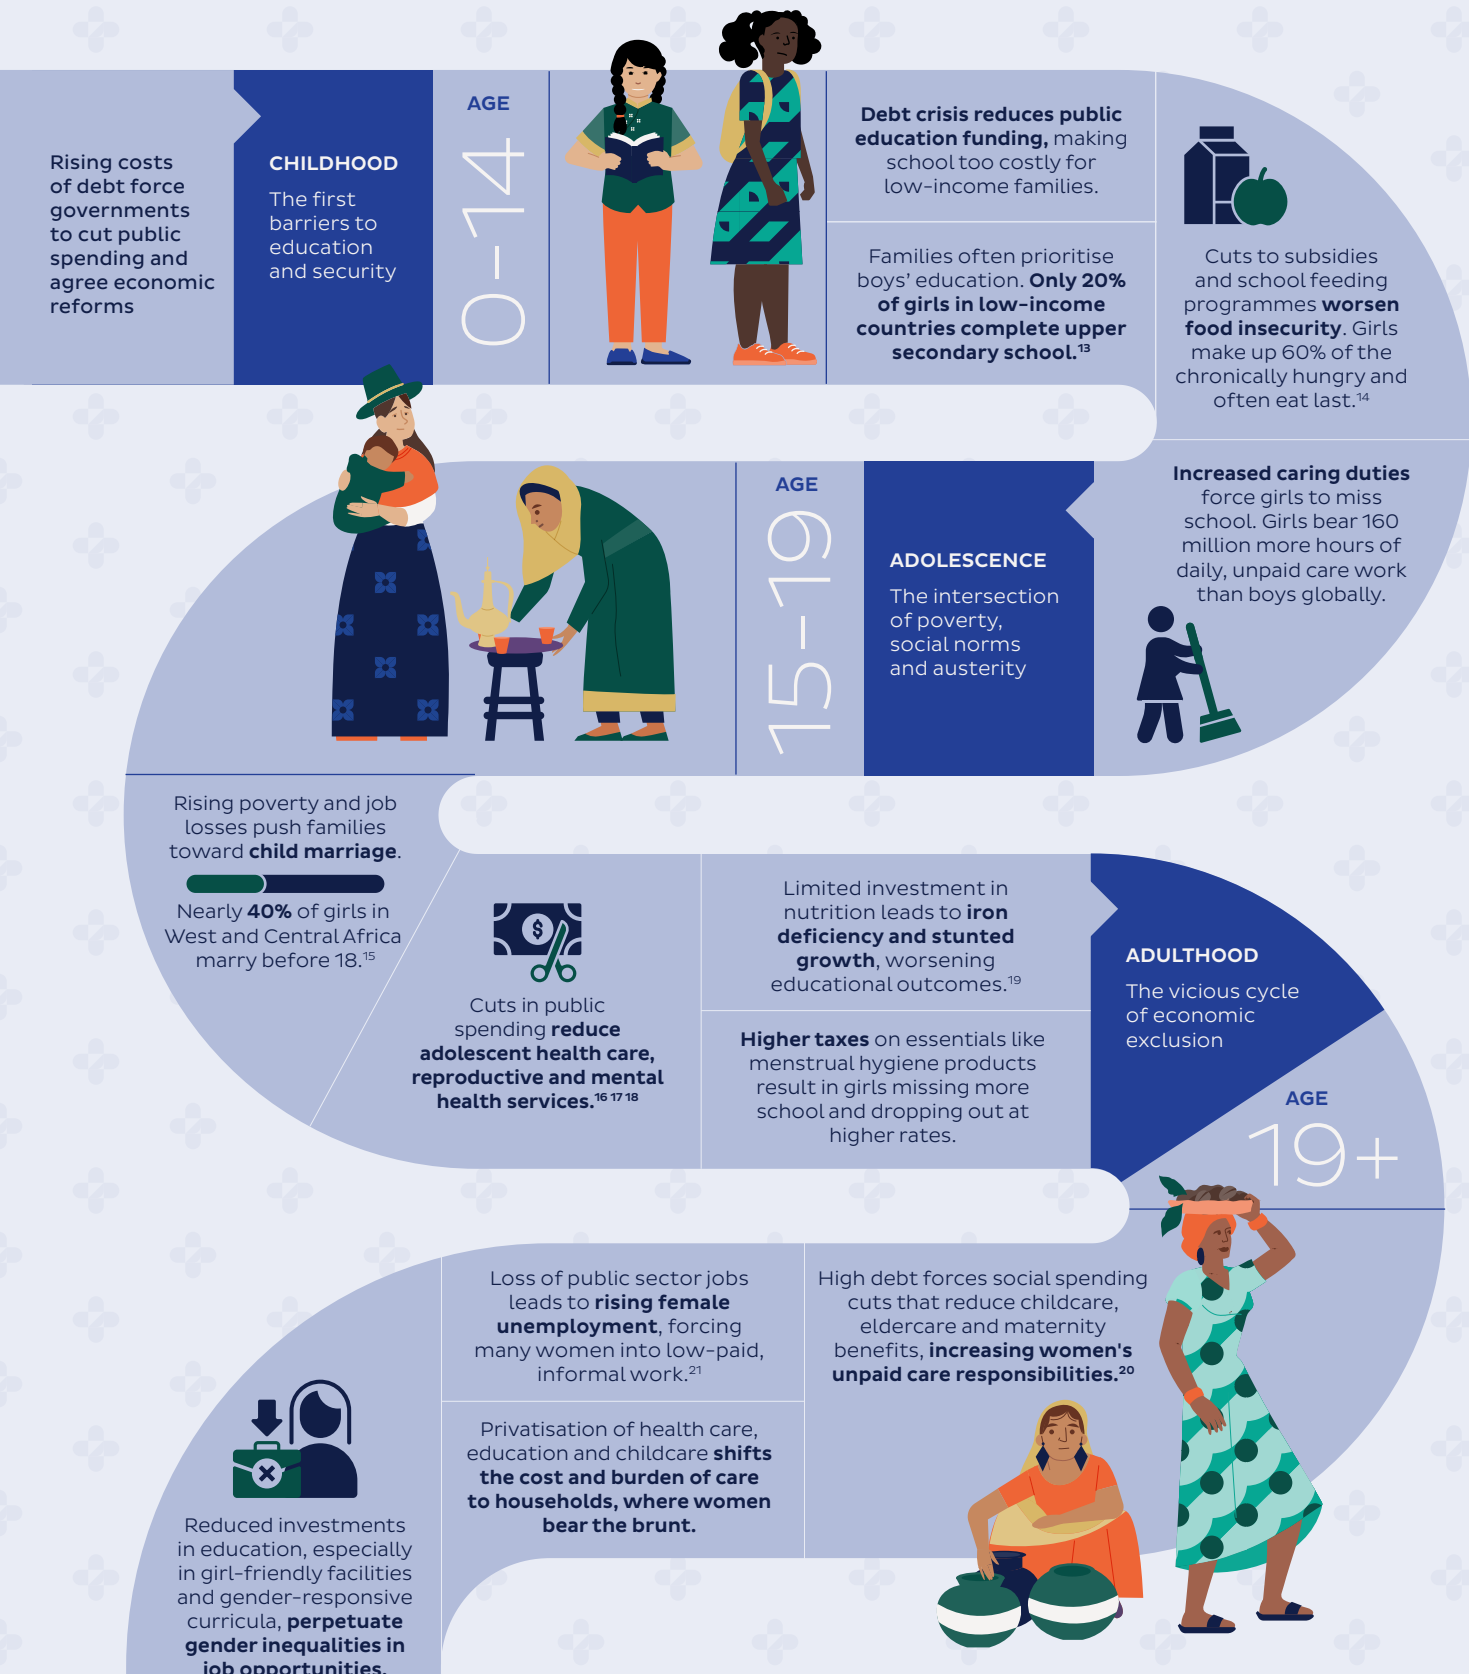 Rising costs
of debt force
governments
to cut public
spending and
agree economic
reforms
CHILDHOOD
The first
barriers to
education
and security
AGE
0–14
Debt crisis reduces public
education funding, making
school too costly for
low-income families.
Families often prioritise
boys’ education. Only 20%
of girls in low-income
countries complete upper
secondary school.13
Cuts to subsidies
and school feeding
programmes worsen
food insecurity. Girls
make up 60% of the
chronically hungry and
often eat last.14
Increased caring duties
force girls to miss
school. Girls bear 160
million more hours of
daily, unpaid care work
than boys globally.
ADOLESCENCE
The intersection
of poverty,
social norms
and austerity
AGE
15–19
Rising poverty and job
losses push families
toward child marriage.
Nearly 40% of girls in
West and Central Africa
marry before 18.15
$
Cuts in public
spending reduce
adolescent health care,
reproductive and mental
health services.16 17 18
Limited investment in
nutrition leads to iron
deficiency and stunted
growth, worsening
educational outcomes.19
Higher taxes on essentials like
menstrual hygiene products
result in girls missing more
school and dropping out at
higher rates.
ADULTHOOD
The vicious cycle
of economic
exclusion
AGE
19+
High debt forces social spending
cuts that reduce childcare,
eldercare and maternity
benefits, increasing women's
unpaid care responsibilities.20
Loss of public sector jobs
leads to rising female
unemployment, forcing
many women into low-paid,
informal work.21
Privatisation of health care,
education and childcare shifts
the cost and burden of care
to households, where women
bear the brunt.
Reduced investments
in education, especially
in girl-friendly facilities
and gender-responsive
curricula, perpetuate
gender inequalities in
job opportunities.